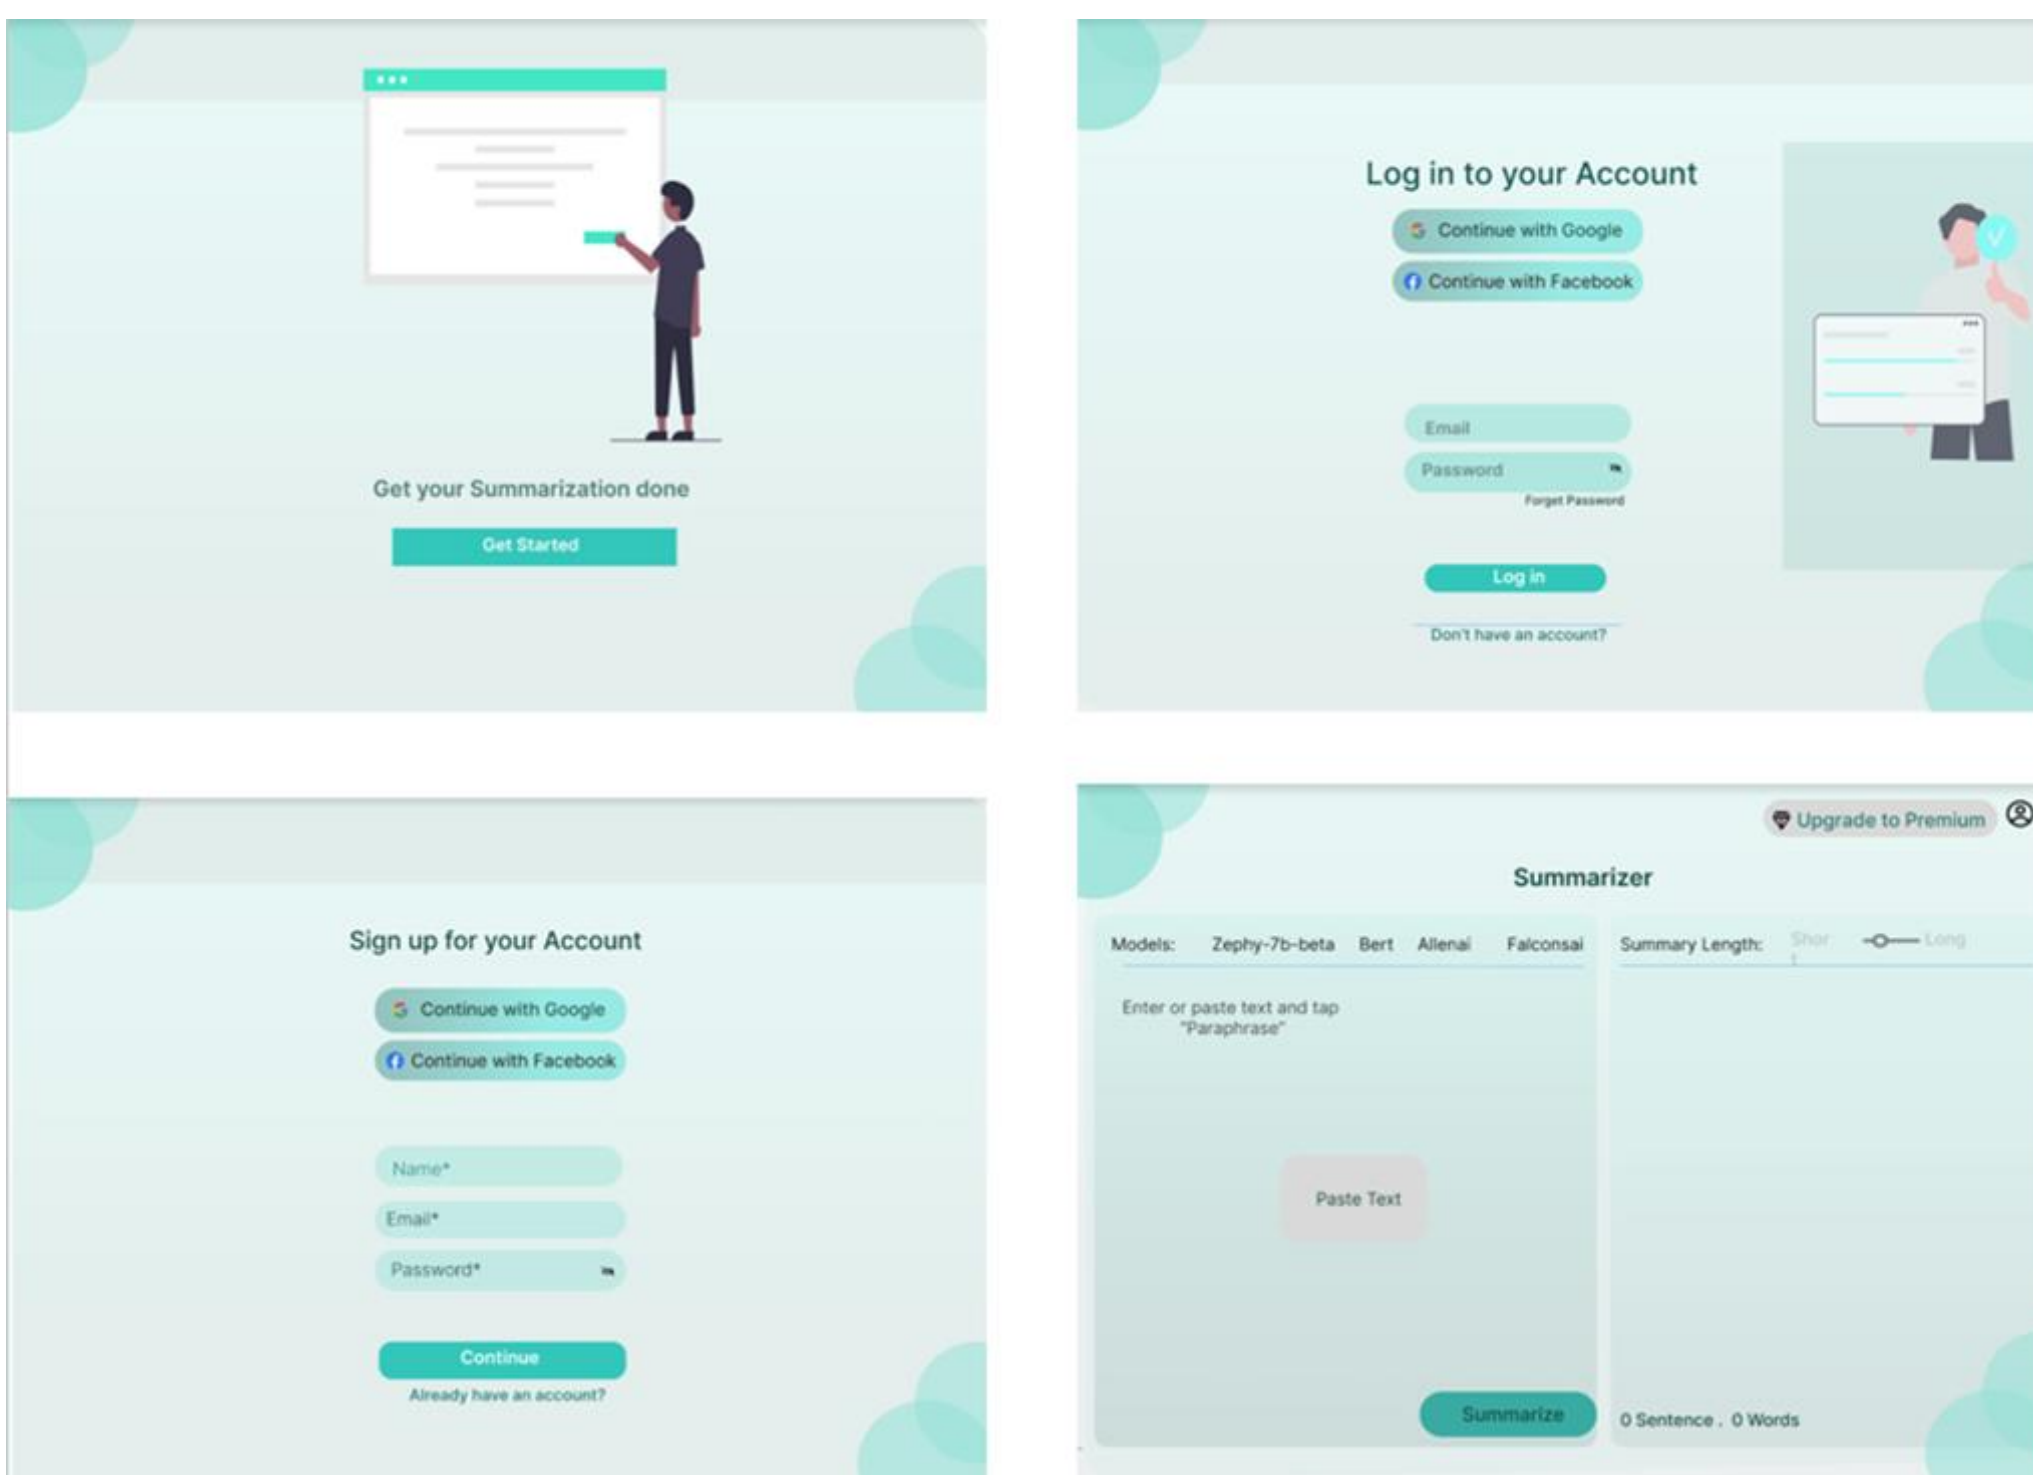 Get your Summarization done
Get Started
Log in to your Account
Continue with Google
Continue with Facebook
Email
Password
Forget Password
Log in
Don't have an account?
Sign up for your Account
Continue with Google
Continue with Facebook
Name*
Email*
Password*
Continue
Already have an account?
Upgrade to Premium
Summarizer
Models: Zephy-7b-beta Bert Allenai Falconsai
Summary Length: Shor Long
t
Enter or paste text and tap
"Paraphrase"
Paste Text
Summarize
0 Sentence . 0 Words